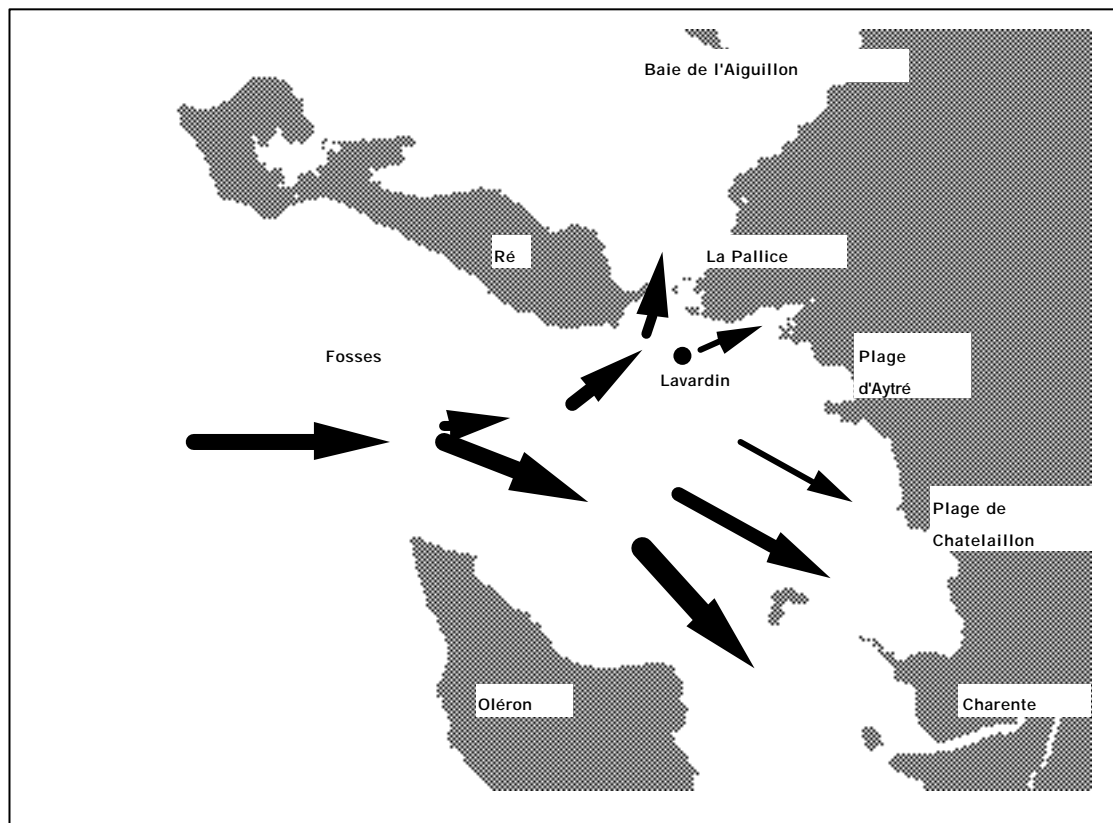 Baie de l'Aiguillon
Ré
La Pallice
Fosses
Lavardin
Plage
d'Aytré
Plage de
Chatelaillon
Oléron
Charente